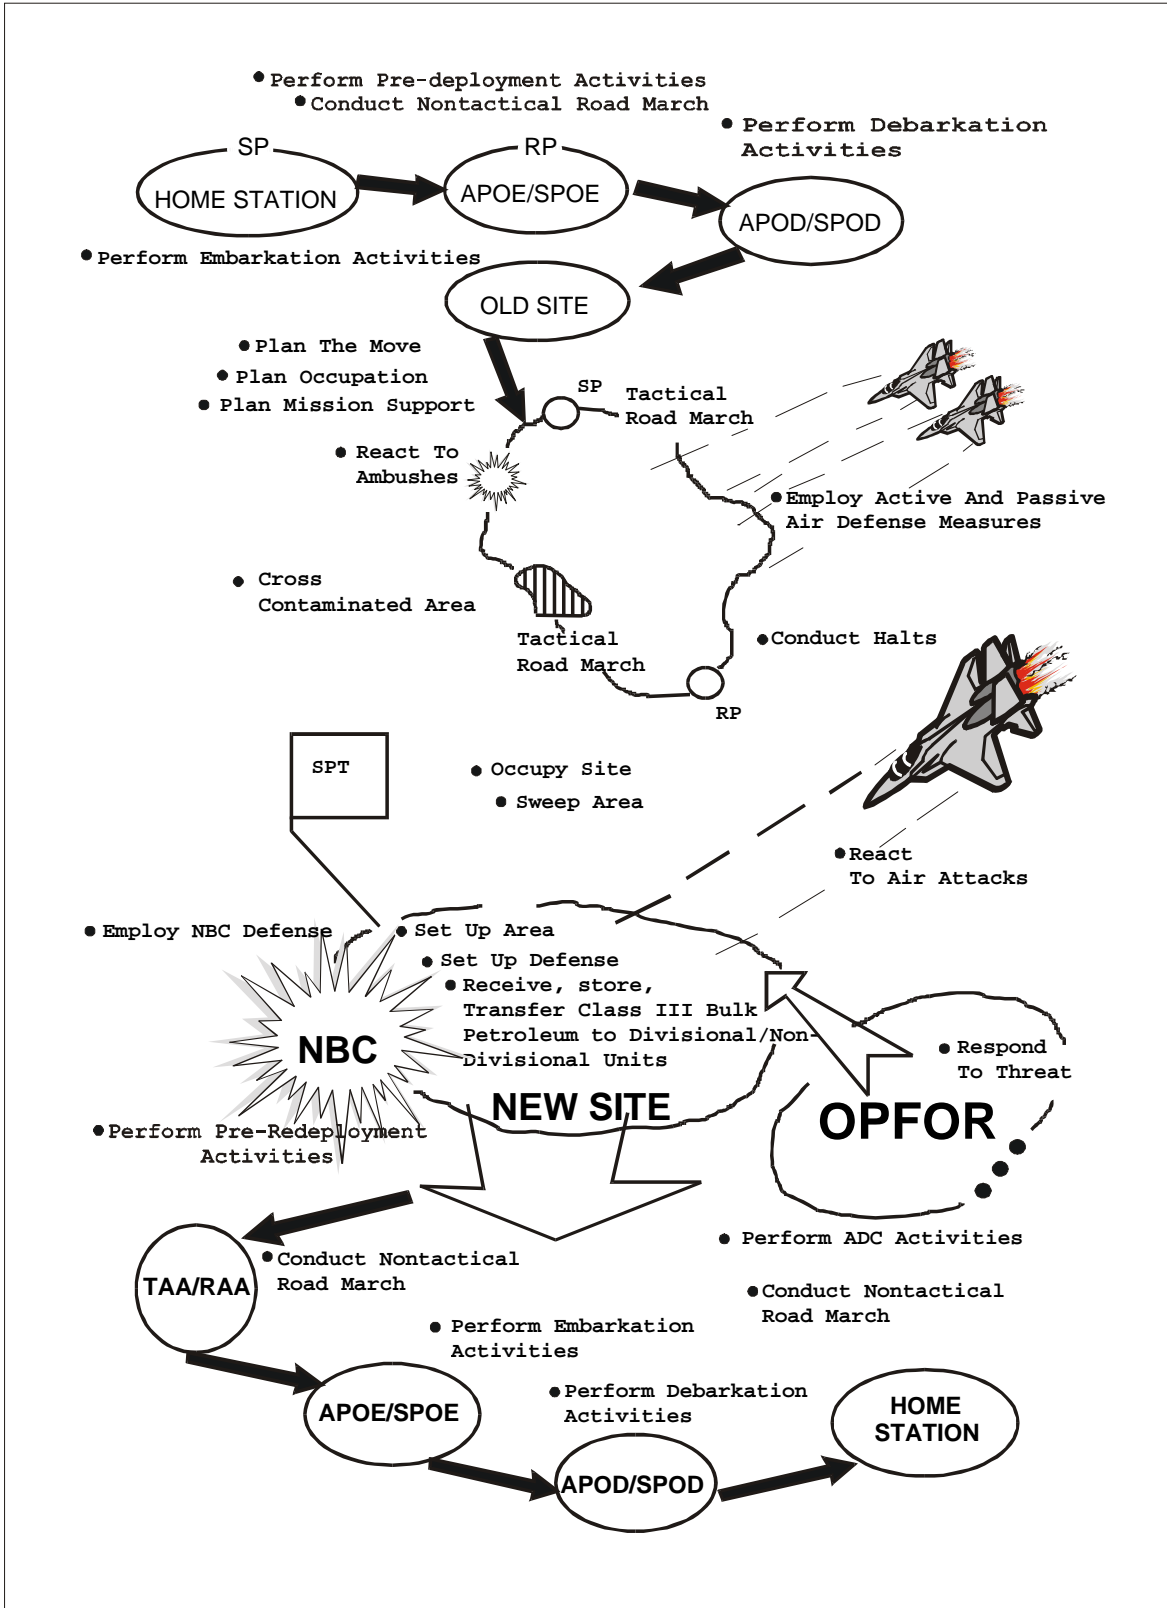 • Perform Pre-deployment Activities
• Conduct Nontactical Road March
• Perform Debarkation
Activities
SP
HOME STATION
RP
APOE/SPOE
APOD/SPOD
• Perform Embarkation Activities
OLD SITE
• Plan The Move
• Plan Occupation
• Plan Mission Support
SP
Tactical
Road March
• React To
Ambushes
• Employ Active And Passive
Air Defense Measures
• Cross
Contaminated Area
Tactical
Road March
• Conduct Halts
RP
SPT
• Occupy Site
• Sweep Area
• React
To Air Attacks
• Employ NBC Defense
• Set Up Area
• Set Up Defense
• Receive, store,
Transfer Class III Bulk
Petroleum to Divisional/Non-
Divisional Units
NBC
NEW SITE
• Respond
To Threat
OPFOR
• Perform Pre-Redeployment
Activities
• Perform ADC Activities
• Conduct Nontactical
Road March
TAA/RAA
• Conduct Nontactical
Road March
• Perform Embarkation
Activities
APOE/SPOE
• Perform Debarkation
Activities
HOME
STATION
APOD/SPOD